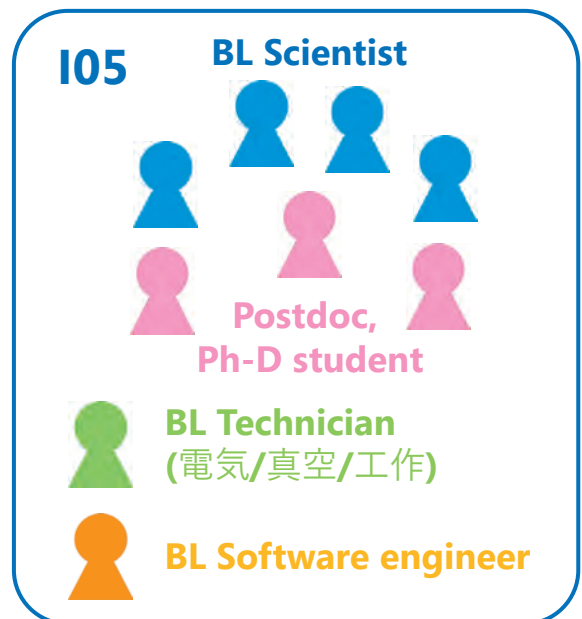 I05
BL Scientist
Postdoc,
Ph-D student
BL Technician
(電気/真空/工作)
BL Software engineer